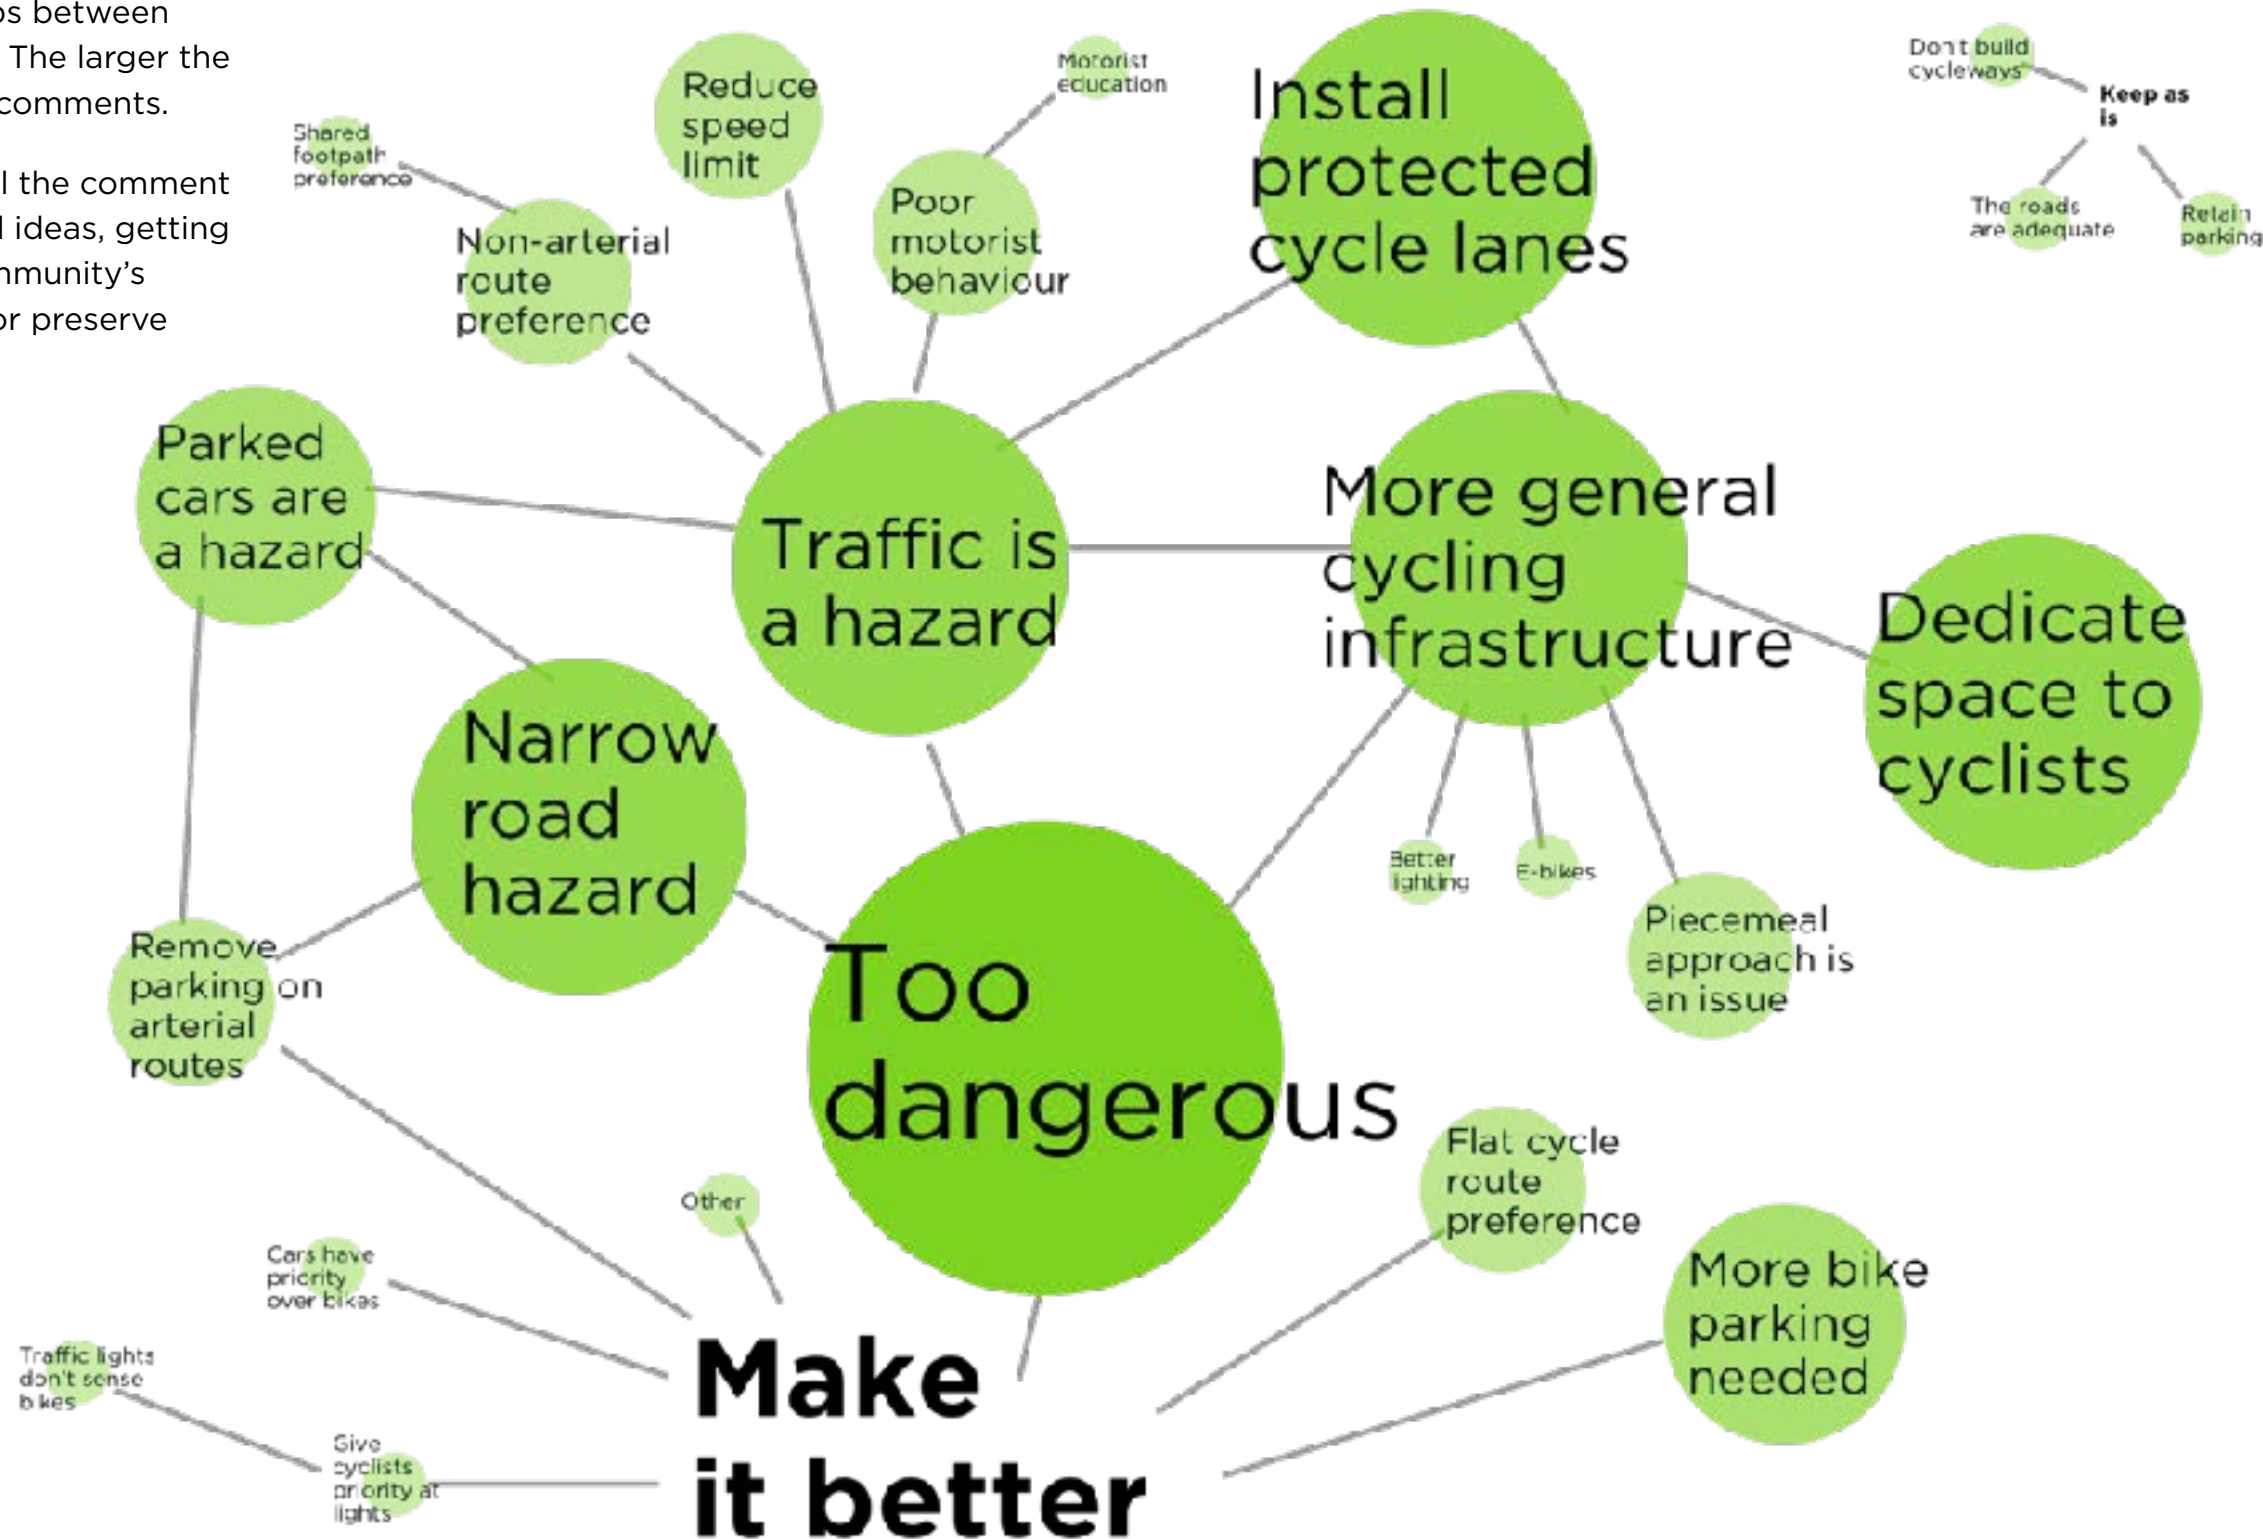 between
The larger the
comments.
the comment
ideas, getting
or preserve
Shared
footpath
preference
Reduce
speed
limit
Motorist
education
Install
protected
cycle lanes
Don't build
cycleways
Keep as
is
The roads
are adequate
Retain
parking
Non-arterial
route
preference
Poor
motorist
behaviour
Parked
cars are
a hazard
Traffic is
a hazard
More general
cycling
infrastructure
Dedicate
space to
cyclists
Narrow
road
hazard
Better
lighting
E-bikes
Piecemeal
approach is
an issue
Remove
parking on
arterial
routes
Too
dangerous
Flat cycle
route
preference
Other
More bike
parking
needed
Cars have
priority
over bikes
Traffic lights
don't sense
bikes
Give
cyclists
priority at
lights
Make
it better